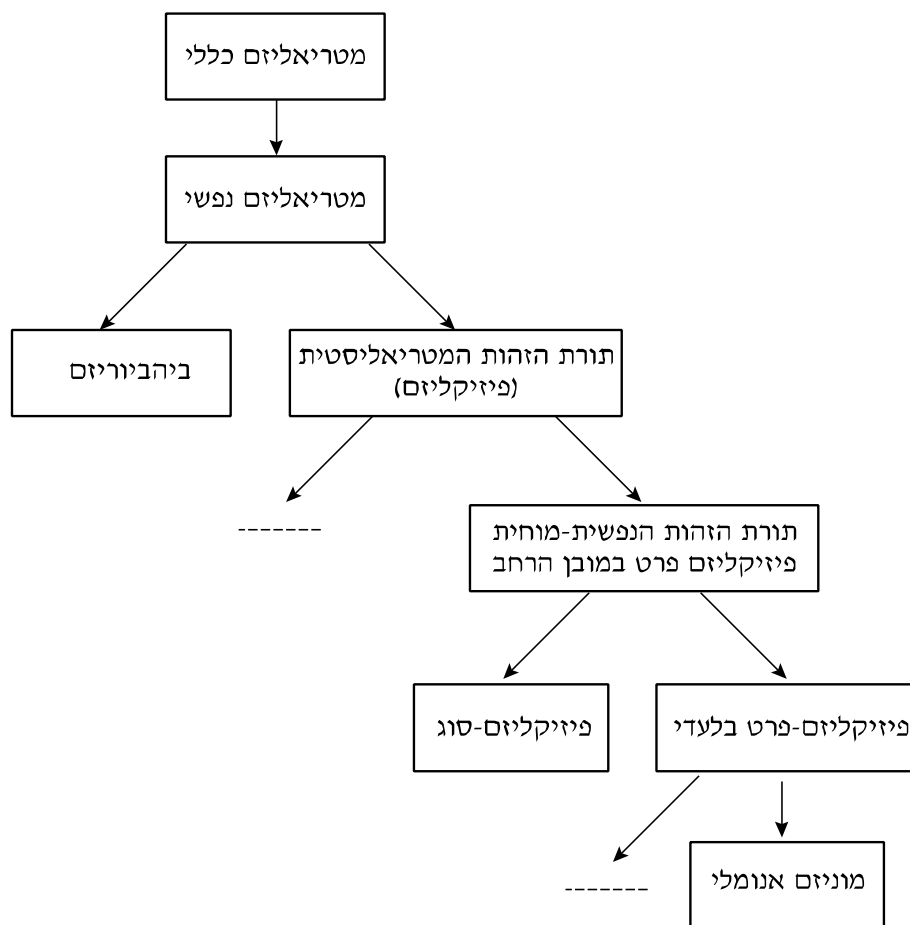 מטריאליזם כללי
מטריאליזם נפשי
ביהביוריזם
תורת הזהות המטריאליסטית
(פיזיקליזם)
תורת הזהות הנפשית-מוחית
פיזיקליזם פרט במובן הרחב
פיזיקליזם-סוג
פיזיקליזם-פרט בלעדי
מוניזם אנומלי